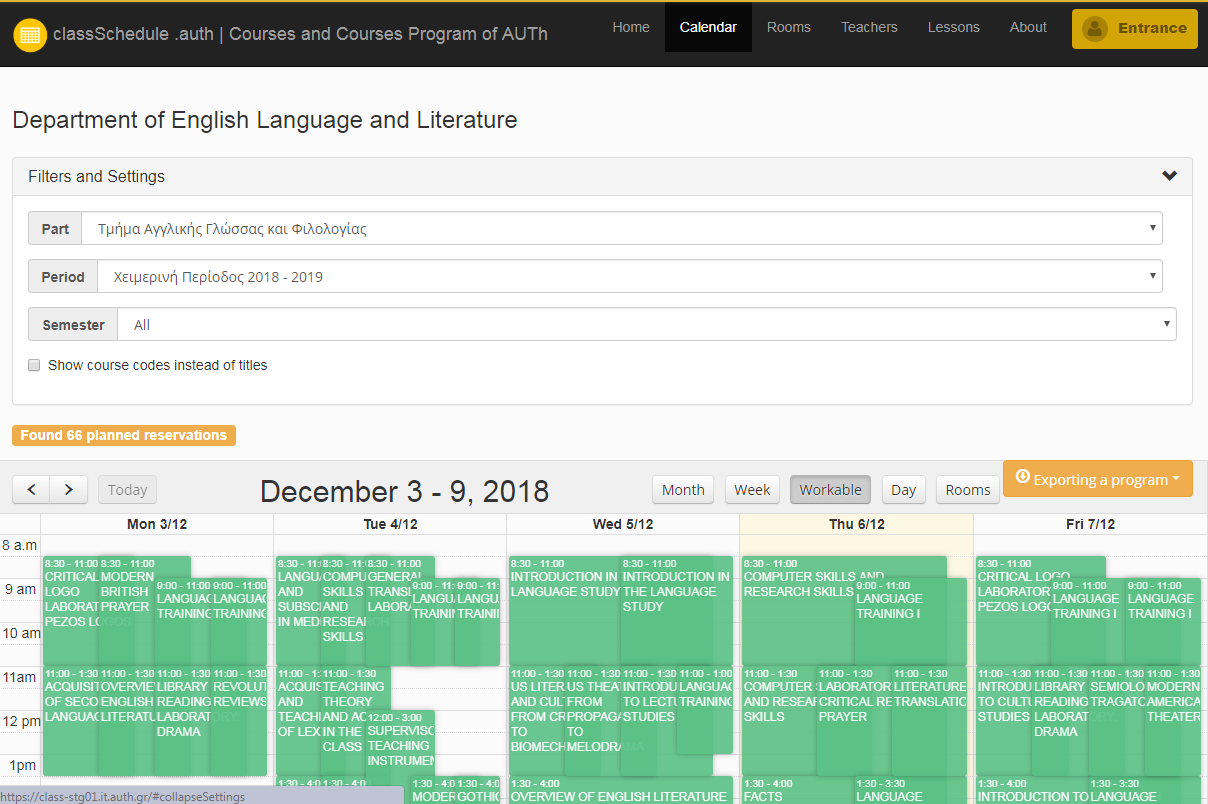 classSchedule .auth | Courses and Courses Program of AUTh
Home Calendar Rooms Teachers Lessons About Entrance
Department of English Language and Literature
Filters and Settings
Part Τμήμα Αγγλικής Γλώσσας και Φιλολογίας
Period Χειμερινή Περίοδος 2018 - 2019
Semester All
Show course codes instead of titles
Found 66 planned reservations
Today December 3 - 9, 2018 Month Week Workable Day Rooms Exporting a program
Mon 3/12 Tue 4/12 Wed 5/12 Thu 6/12 Fri 7/12
8 a.m
9 am
10 am
11am
12 pm
1pm
8:30 - 11:00
CRITICAL
LOGO
LABORAT
PEZOS LOGOS
8:30 - 11:00
MODERN
BRITISH
PRAYER
9:00 - 11:00
LANGUAG
TRAINING
9:00 - 11:00
LANGUAG
TRAINING
11:00 - 1:30
ACQUISIT
OF SECO
LANGUAG
11:00 - 1:30
OVERVIE
ENGLISH
LITERATU
11:00 - 1:30
LIBRARY
READING
LABORATORY
DRAMA
11:00 - 1:30
REVOLUT
REVIEWS
8:30 - 11:
LANGU
AND
SUBSC
IN MEDI
8:30 - 11:
COMPU
SKILLS
AND
RESEARCH
SKILLS
8:30 - 11:00
GENERAL
TRANSL
LABORA
9:00 - 11:
LANGU
TRAINI
9:00 - 11:
LANGU
TRAINI
11:00 - 1:
ACQUIS
AND
TEACHI
OF LEX
11:00 - 1:30
TEACHING
THEORY
AND AC
IN THE
CLASS
12:00 - 3:00
SUPERVISO
TEACHING
INSTRUMEN
1:30 - 4:0
1:30 - 4:0
1:30 - 4:0
MODER
1:30 - 4:0
GOTHIC
8:30 - 11:00
INTRODUCTION IN
LANGUAGE STUDY
8:30 - 11:00
INTRODUCTION IN
THE LANGUAGE
STUDY
11:00 - 1:30
US LITER
AND CUL
FROM CR
TO
BIOMECH
11:00 - 1:30
US THEAT
FROM
PROPAGA
TO
MELODRAMA
11:00 - 1:30
INTRODU
TO LECTU
STUDIES
11:00 - 1:00
LANGUAG
TRAINING
1:30 - 4:00
OVERVIEW OF ENGLISH LITERATURE
8:30 - 11:00
COMPUTER SKILLS AND
RESEARCH SKILLS
9:00 - 11:00
LANGUAGE
TRAINING I
11:00 - 1:30
COMPUTER
AND RESEAR
SKILLS
11:00 - 1:30
LABORATOR
CRITICAL RE
PRAYER
11:00 - 1:30
LITERATURE
TRANSLATIO
1:30 - 4:00
FACTS
1:30 - 3:30
LANGUAGE
8:30 - 11:00
CRITICAL LOGO
LABORATOR
PEZOS LOGO
9:00 - 11:00
LANGUAGE
TRAINING I
9:00 - 11:00
LANGUAGE
TRAINING I
11:00 - 1:30
INTRODU
TO CULTU
STUDIES
11:00 - 1:30
LIBRARY
READING
LABORATORY
DRAMA
11:00 - 1:30
SEMIOLO
TRAGATO
11:00 - 1:30
MODERN
AMERICA
THEATER
1:30 - 4:00
INTRODUCTION TO
1:30 - 3:30
LANGUAGE
https://class-stg01.it.auth.gr/#collapseSettings